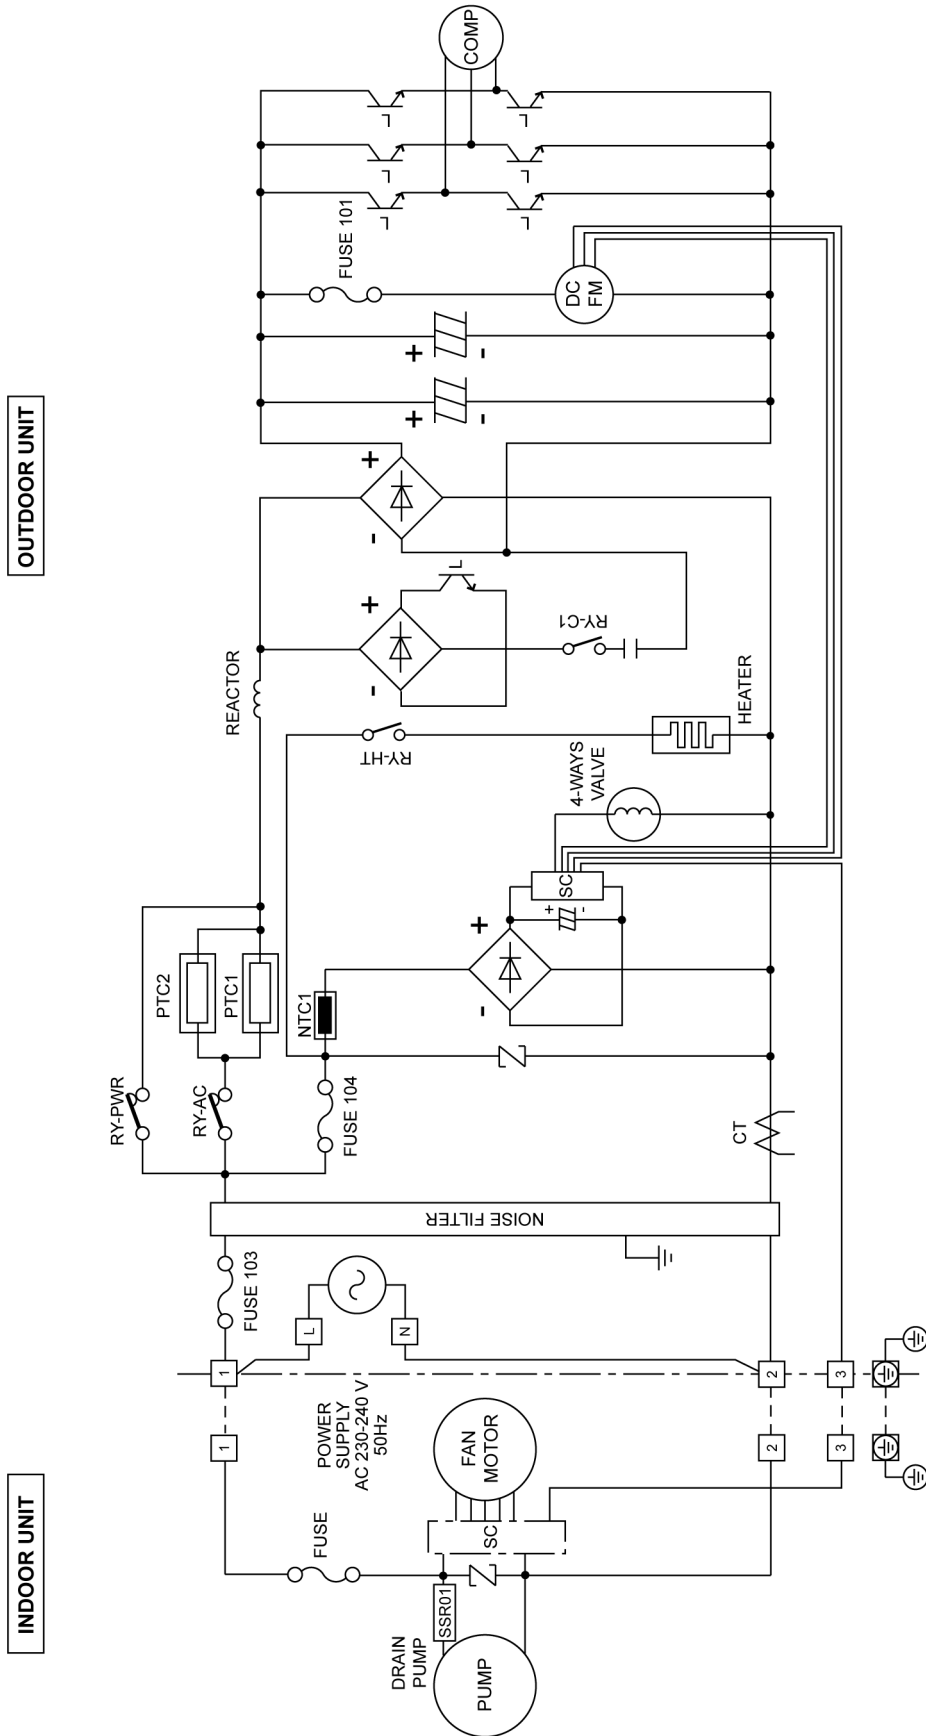 INDOOR UNIT
OUTDOOR UNIT
DRAIN
PUMP
PUMP
SSR01
FUSE
SC
FAN
MOTOR
POWER
SUPPLY
AC 230-240 V
50Hz
1
2
3
1
2
3
L
N
FUSE 103
NOISE FILTER
RY-PWR
RY-AC
FUSE 104
CT
PTC2
PTC1
NTC1
-
+
+
-
SC
4-WAYS
VALVE
RY-HT
HEATER
REACTOR
-
+
RY-C1
-
+
+
-
+
-
FUSE 101
DC
FM
COMP